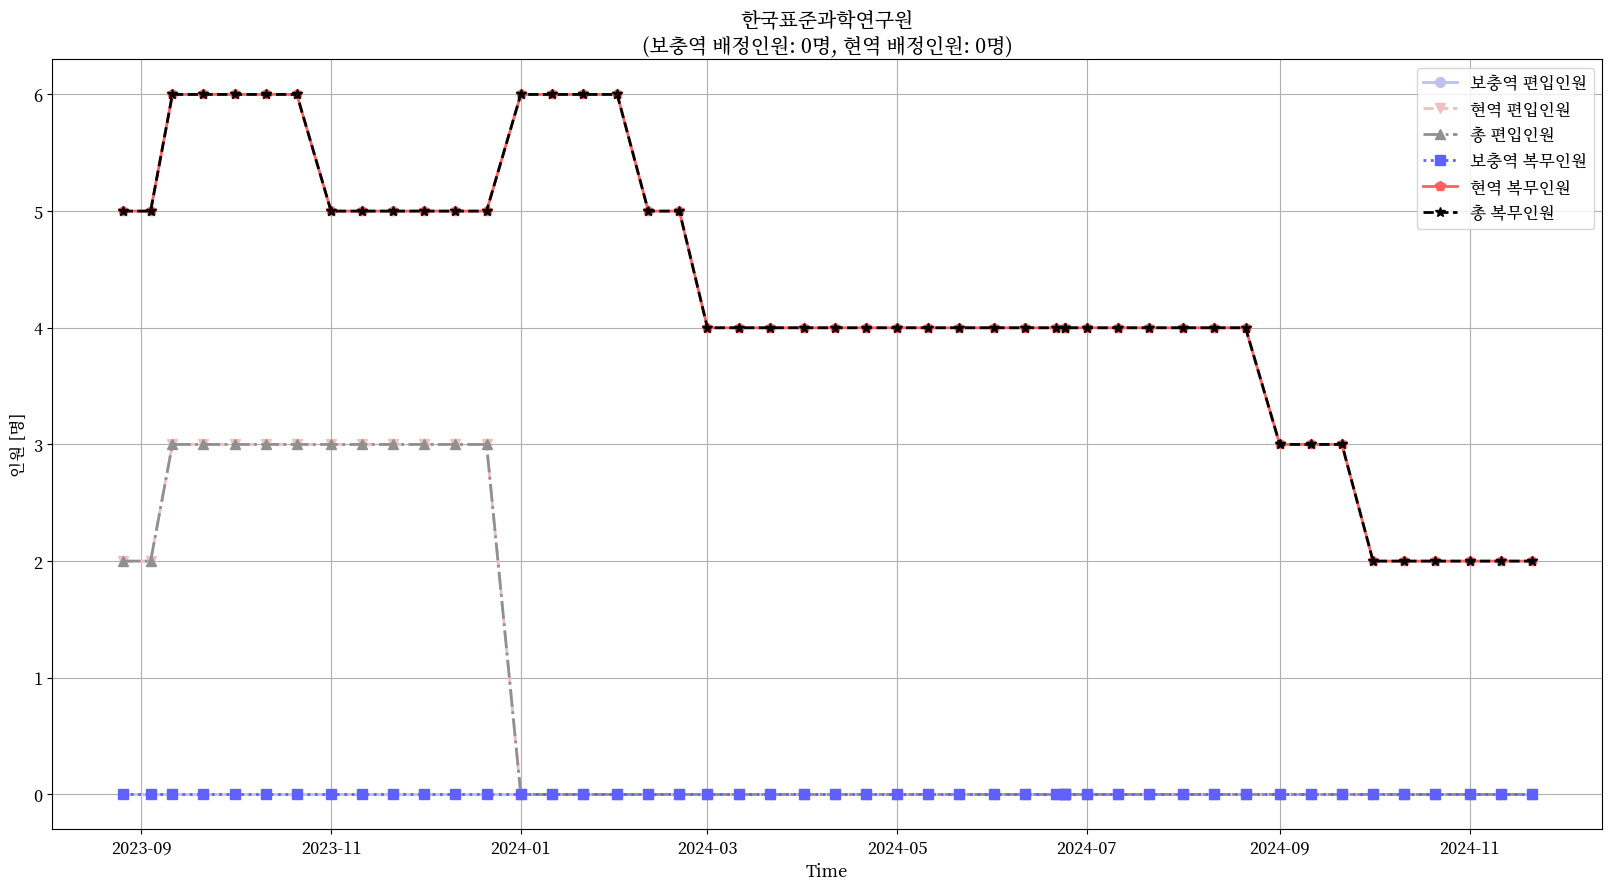 한국표준과학연구원
(보충역 배정인원: 0명, 현역 배정인원: 0명)
보충역 편입인원
현역 편입인원
총 편입인원
보충역 복무인원
현역 복무인원
총 복무인원
인원 [명]
6
5
4
3
2
1
0
2023-09
2023-11
2024-01
2024-03
2024-05
2024-07
2024-09
2024-11
Time